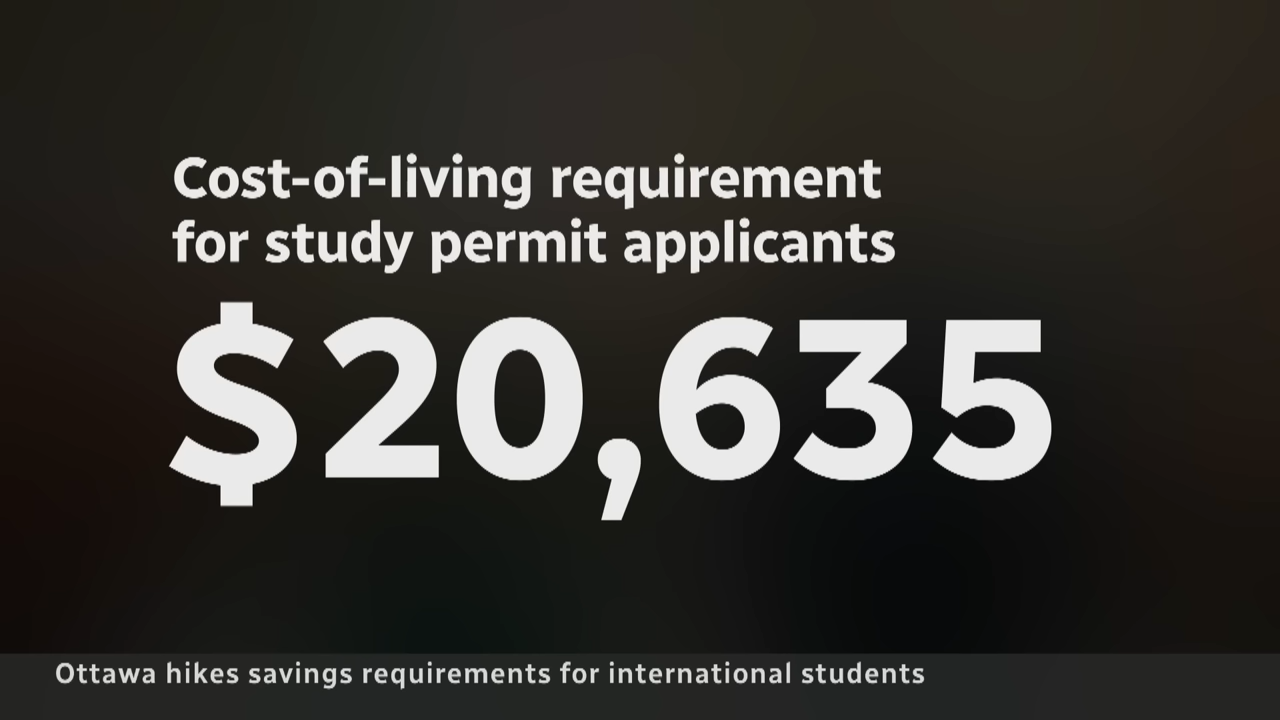 Cost-of-living requirement
for study permit applicants
$20,635
Ottawa hikes savings requirements for international students